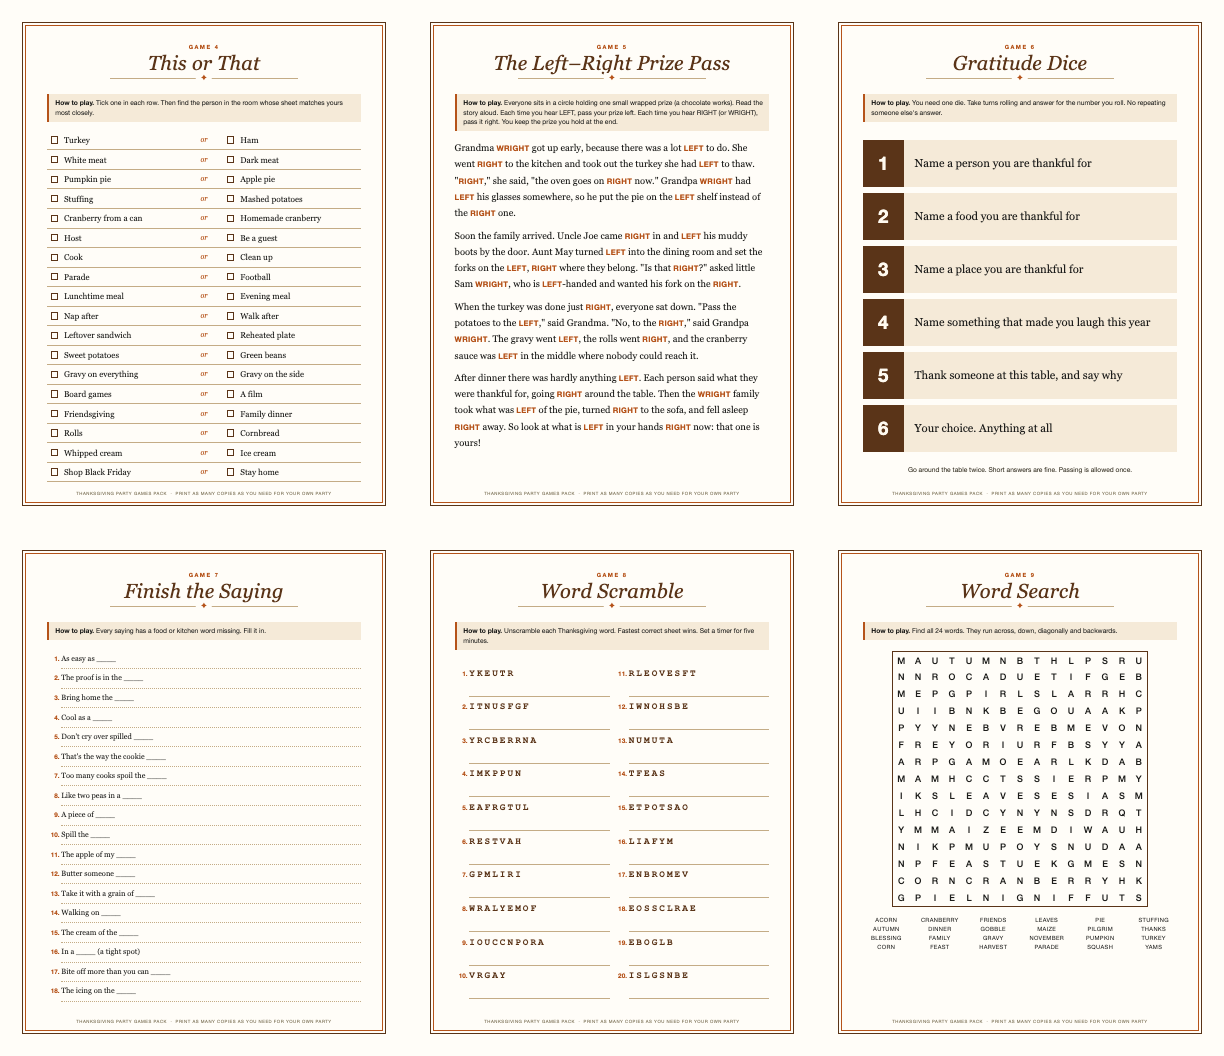 GAME 4
This or That
How to play. Tick one in each row. Then find the person in the room whose sheet matches yours
most closely.
Turkey or Ham
White meat or Dark meat
Pumpkin pie or Apple pie
Stuffing or Mashed potatoes
Cranberry from a can or Homemade cranberry
Host or Be a guest
Cook or Clean up
Parade or Football
Lunchtime meal or Evening meal
Nap after or Walk after
Leftover sandwich or Reheated plate
Sweet potatoes or Green beans
Gravy on everything or Gravy on the side
Board games or A film
Friendsgiving or Family dinner
Rolls or Cornbread
Whipped cream or Ice cream
Shop Black Friday or Stay home
THANKSGIVING PARTY GAMES PACK · PRINT AS MANY COPIES AS YOU NEED FOR YOUR OWN PARTY
GAME 5
The Left–Right Prize Pass
How to play. Everyone sits in a circle holding one small wrapped prize (a chocolate works). Read the
story aloud. Each time you hear LEFT, pass your prize left. Each time you hear RIGHT (or WRIGHT),
pass it right. You keep the prize you hold at the end.
Grandma WRIGHT got up early, because there was a lot LEFT to do. She
went RIGHT to the kitchen and took out the turkey she had LEFT to thaw.
"RIGHT," she said, "the oven goes on RIGHT now." Grandpa WRIGHT had
LEFT his glasses somewhere, so he put the pie on the LEFT shelf instead of
the RIGHT one.
Soon the family arrived. Uncle Joe came RIGHT in and LEFT his muddy
boots by the door. Aunt May turned LEFT into the dining room and set the
forks on the LEFT, RIGHT where they belong. "Is that RIGHT?" asked little
Sam WRIGHT, who is LEFT-handed and wanted his fork on the RIGHT.
When the turkey was done just RIGHT, everyone sat down. "Pass the
potatoes to the LEFT," said Grandma. "No, to the RIGHT," said Grandpa
WRIGHT. The gravy went LEFT, the rolls went RIGHT, and the cranberry
sauce was LEFT in the middle where nobody could reach it.
After dinner there was hardly anything LEFT. Each person said what they
were thankful for, going RIGHT around the table. Then the WRIGHT family
took what was LEFT of the pie, turned RIGHT to the sofa, and fell asleep
RIGHT away. So look at what is LEFT in your hands RIGHT now: that one is
yours!
THANKSGIVING PARTY GAMES PACK · PRINT AS MANY COPIES AS YOU NEED FOR YOUR OWN PARTY
GAME 6
Gratitude Dice
How to play. You need one die. Take turns rolling and answer for the number you roll. No repeating
someone else's answer.
1 Name a person you are thankful for
2 Name a food you are thankful for
3 Name a place you are thankful for
4 Name something that made you laugh this year
5 Thank someone at this table, and say why
6 Your choice. Anything at all
Go around the table twice. Short answers are fine. Passing is allowed once.
THANKSGIVING PARTY GAMES PACK · PRINT AS MANY COPIES AS YOU NEED FOR YOUR OWN PARTY
GAME 7
Finish the Saying
How to play. Every saying has a food or kitchen word missing. Fill it in.
1. As easy as _____
2. The proof is in the _____
3. Bring home the _____
4. Cool as a _____
5. Don't cry over spilled _____
6. That's the way the cookie _____
7. Too many cooks spoil the _____
8. Like two peas in a _____
9. A piece of _____
10. Spill the _____
11. The apple of my _____
12. Butter someone _____
13. Take it with a grain of _____
14. Walking on _____
15. The cream of the _____
16. In a _____ (a tight spot)
17. Bite off more than you can _____
18. The icing on the _____
THANKSGIVING PARTY GAMES PACK · PRINT AS MANY COPIES AS YOU NEED FOR YOUR OWN PARTY
GAME 8
Word Scramble
How to play. Unscramble each Thanksgiving word. Fastest correct sheet wins. Set a timer for five
minutes.
1. YKEUTR
2. ITNUSFGF
3. YRCBERRNA
4. IMKPPUN
5. EAFRGTUL
6. RESTVAH
7. GPMLIRI
8. WRALYEMOF
9. IOUCCNPORA
10. VRGAY
11. RLEOVESFT
12. IWNOHSBE
13. NUMUTA
14. TFEAS
15. ETPOTSAO
16. LIAFYM
17. ENBROMEV
18. EOSSCLRAE
19. EBOGLB
20. ISLGSNBE
THANKSGIVING PARTY GAMES PACK · PRINT AS MANY COPIES AS YOU NEED FOR YOUR OWN PARTY
GAME 9
Word Search
How to play. Find all 24 words. They run across, down, diagonally and backwards.
M A U T U M N B T H L P S R U
N N R O C A D U E T I F G E B
M E P G P I R L S L A R R H C
U I I B N K B E G O U A A K P
P Y Y N E B V R E B M E V O N
F R E Y O R I U R F B S Y Y A
A R P G A M O E A R L K D A B
M A M H C C T S S I E R P M Y
I K S L E A V E S E S I A S M
L H C I D C Y N Y N S D R Q T
Y M M A I Z E E M D I W A U H
N I K P M U P O Y S N U D A A
N P F E A S T U E K G M E S N
C O R N C R A N B E R R Y H K
G P I E L N I G N I F F U T S
ACORN CRANBERRY FRIENDS LEAVES PIE STUFFING
AUTUMN DINNER GOBBLE MAIZE PILGRIM THANKS
BLESSING FAMILY GRAVY NOVEMBER PUMPKIN TURKEY
CORN FEAST HARVEST PARADE SQUASH YAMS
THANKSGIVING PARTY GAMES PACK · PRINT AS MANY COPIES AS YOU NEED FOR YOUR OWN PARTY